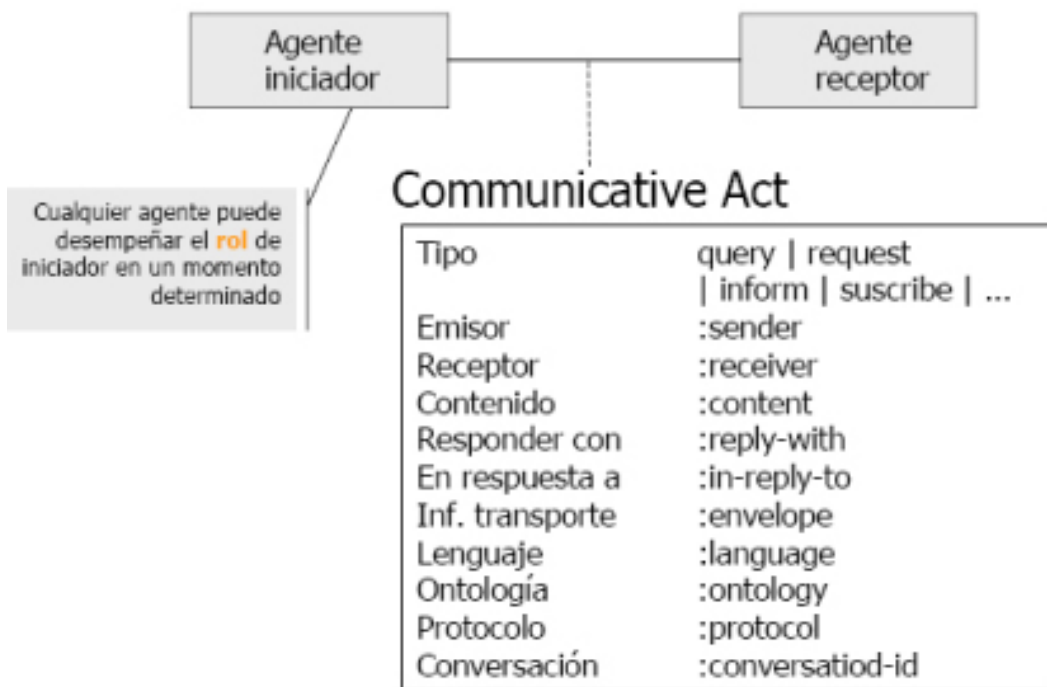 Agente
iniciador
Agente
receptor
Cualquier agente puede
desempeñar el rol de
iniciador en un momento
determinado
Communicative Act
Tipo query | request
| inform | suscribe | ...
Emisor :sender
Receptor :receiver
Contenido :content
Responder con :reply-with
En respuesta a :in-reply-to
Inf. transporte :envelope
Lenguaje :language
Ontología :ontology
Protocolo :protocol
Conversación :conversatiod-id